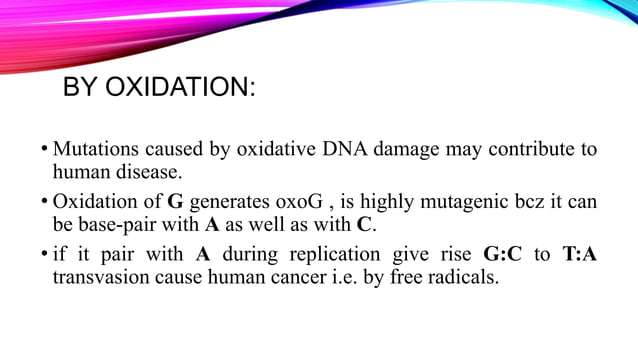 BY OXIDATION:
• Mutations caused by oxidative DNA damage may contribute to
human disease.
• Oxidation of G generates oxoG , is highly mutagenic bcz it can
be base-pair with A as well as with C.
• if it pair with A during replication give rise G:C to T:A
transvasion cause human cancer i.e. by free radicals.